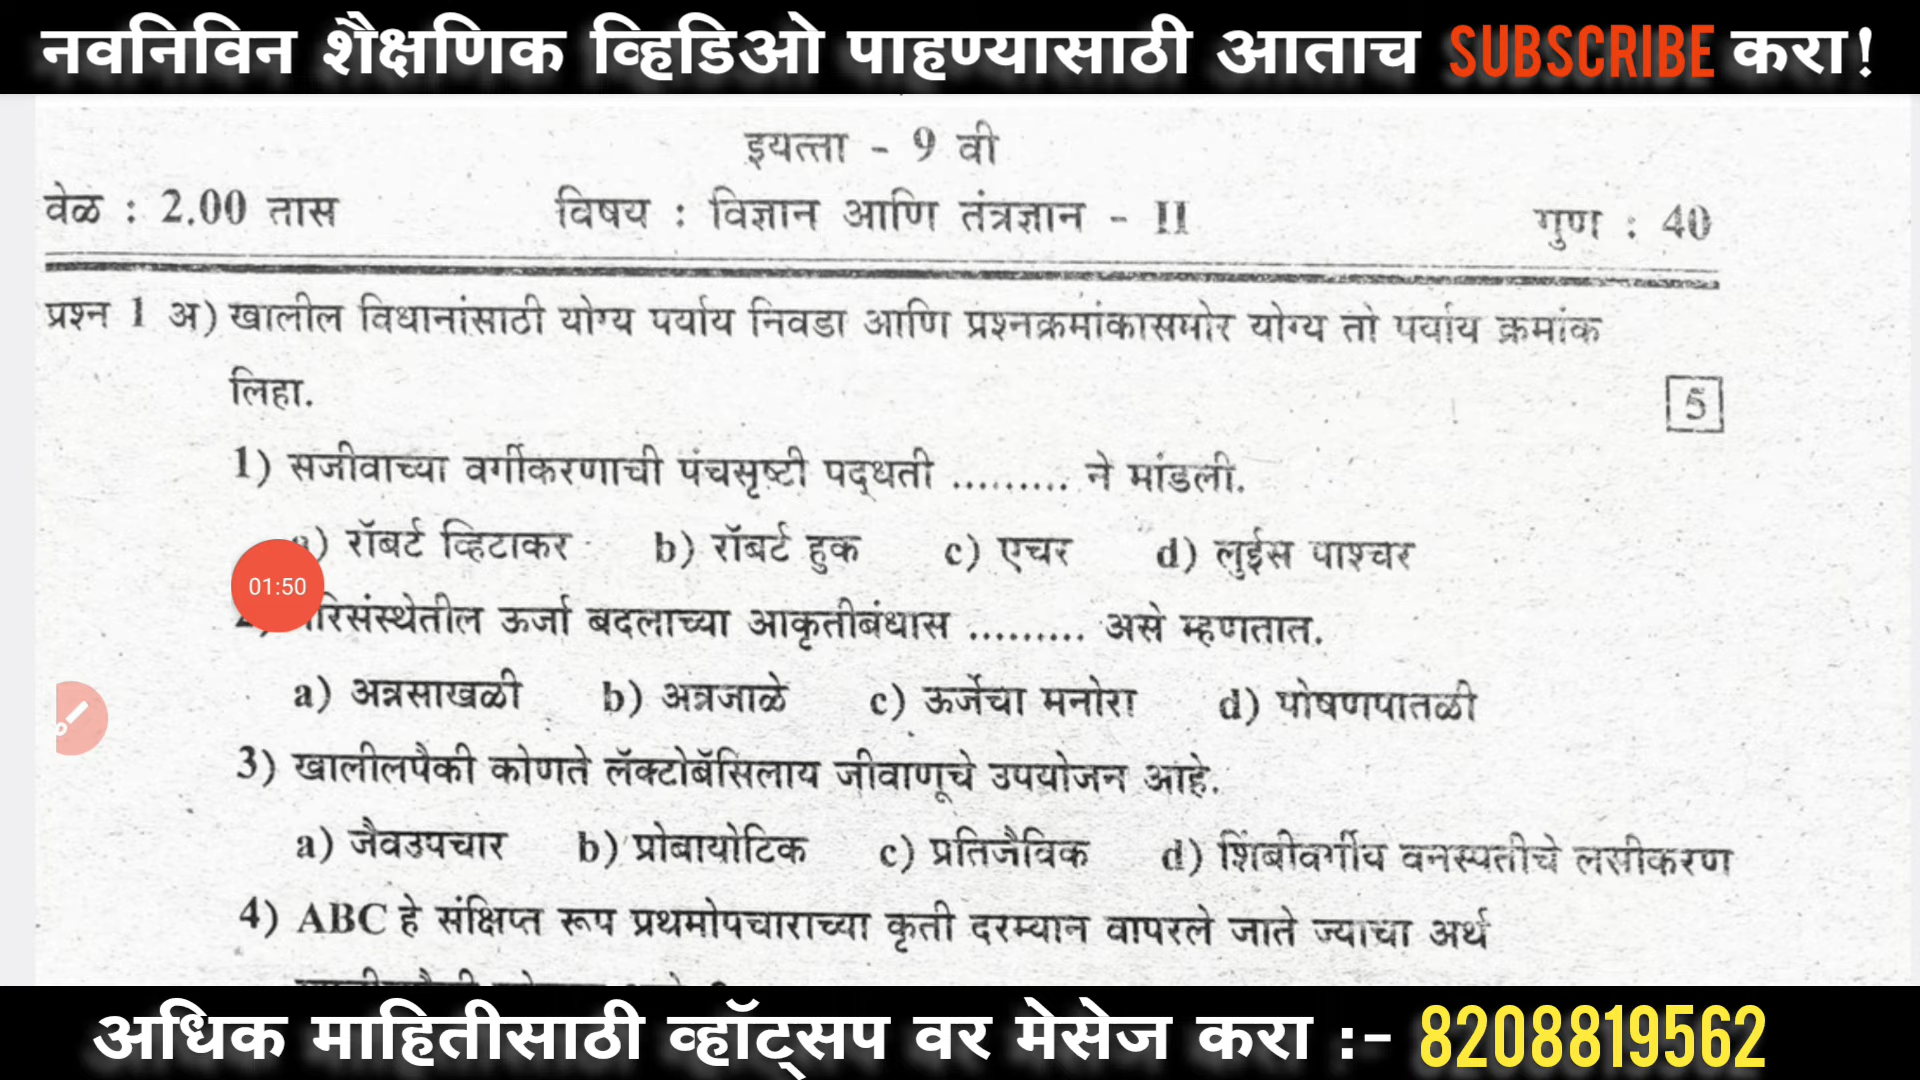 नवनिविन शैक्षणिक व्हिडिओ पाहण्यासाठी आताच SUBSCRIBE करा!
इयत्ता - 9 वी
वेळ : 2.00 तास विषय : विज्ञान आणि तंत्रज्ञान - II गुण : 40
प्रश्न 1 अ) खालील विधानांसाठी योग्य पर्याय निवडा आणि प्रश्नक्रमांकासमोर योग्य तो पर्याय क्रमांक
लिहा. 5
1) सजीवाच्या वर्गीकरणाची पंचसृष्टी पद्धती ......... ने मांडली.
a) रॉबर्ट व्हिटाकर b) रॉबर्ट हुक c) एचर d) लुईस पाश्चर
01:50
ऊर्जा बदलाच्या आकृतीबंधास ......... असे म्हणतात.
a) अन्नसाखळी b) अन्नजाळे c) ऊर्जेचा मनोरा d) पोषणपातळी
3) खालीलपैकी कोणते लॅक्टोबॅसिलाय जीवाणूचे उपयोजन आहे.
a) जैवउपचार b) प्रोबायोटिक c) प्रतिजैविक d) शिंबीवर्गीय वनस्पतीचे लसीकरण
4) ABC हे संक्षिप्त रूप प्रथमोपचाराच्या कृती दरम्यान वापरले जाते ज्याचा अर्थ
अधिक माहितीसाठी व्हॉट्सप वर मेसेज करा :- 8208819562